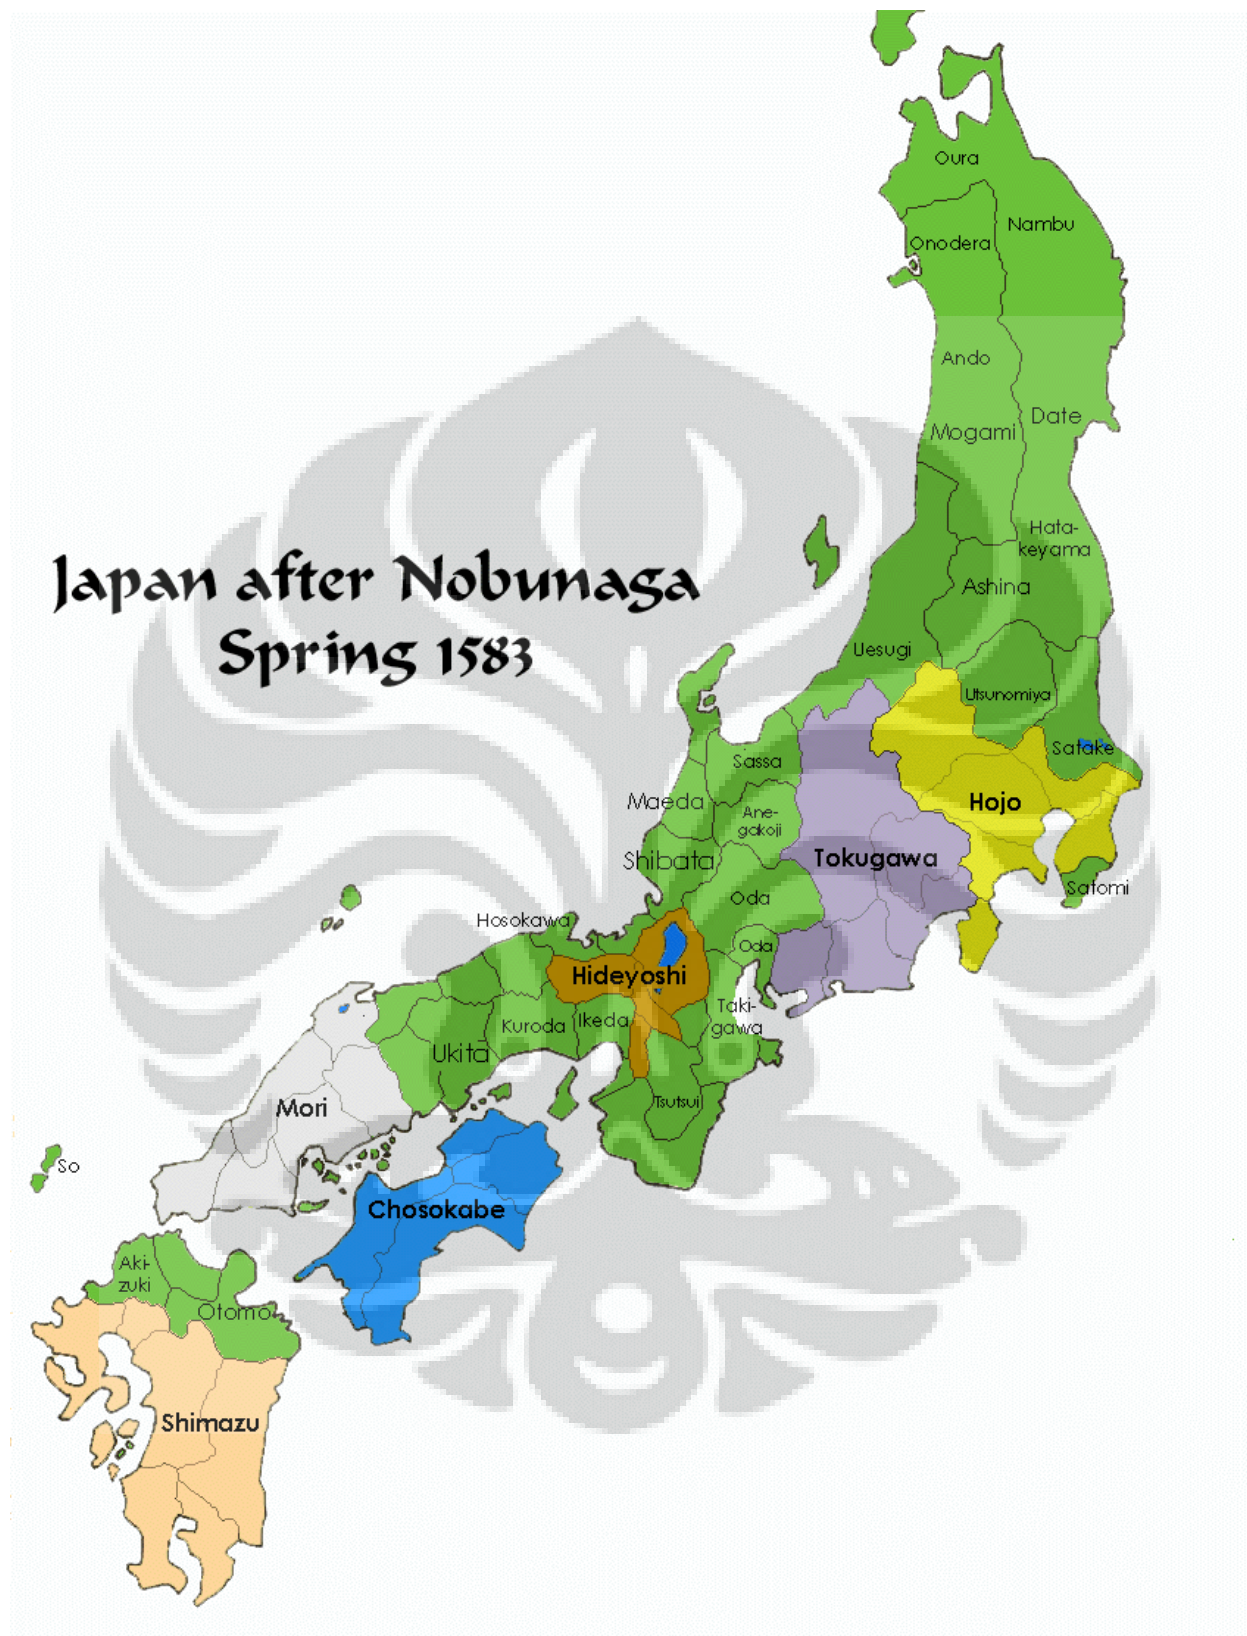 Oura
Nambu
Onodera
Ando
Date
Mogami
Hata-
keyama
Japan after Nobunaga
Spring 1583
Ashina
Uesugi
Utsunomiya
Satake
Sassa
Maeda
Hojo
Ane-
gakoji
Tokugawa
Shibata
Satomi
Oda
Hosokawa
Oda
Hideyoshi
Taki-
gawa
Kuroda
Ikeda
Ukita
Tsutsui
Mori
So
Chosokabe
Aki-
zuki
Otomo
Shimazu